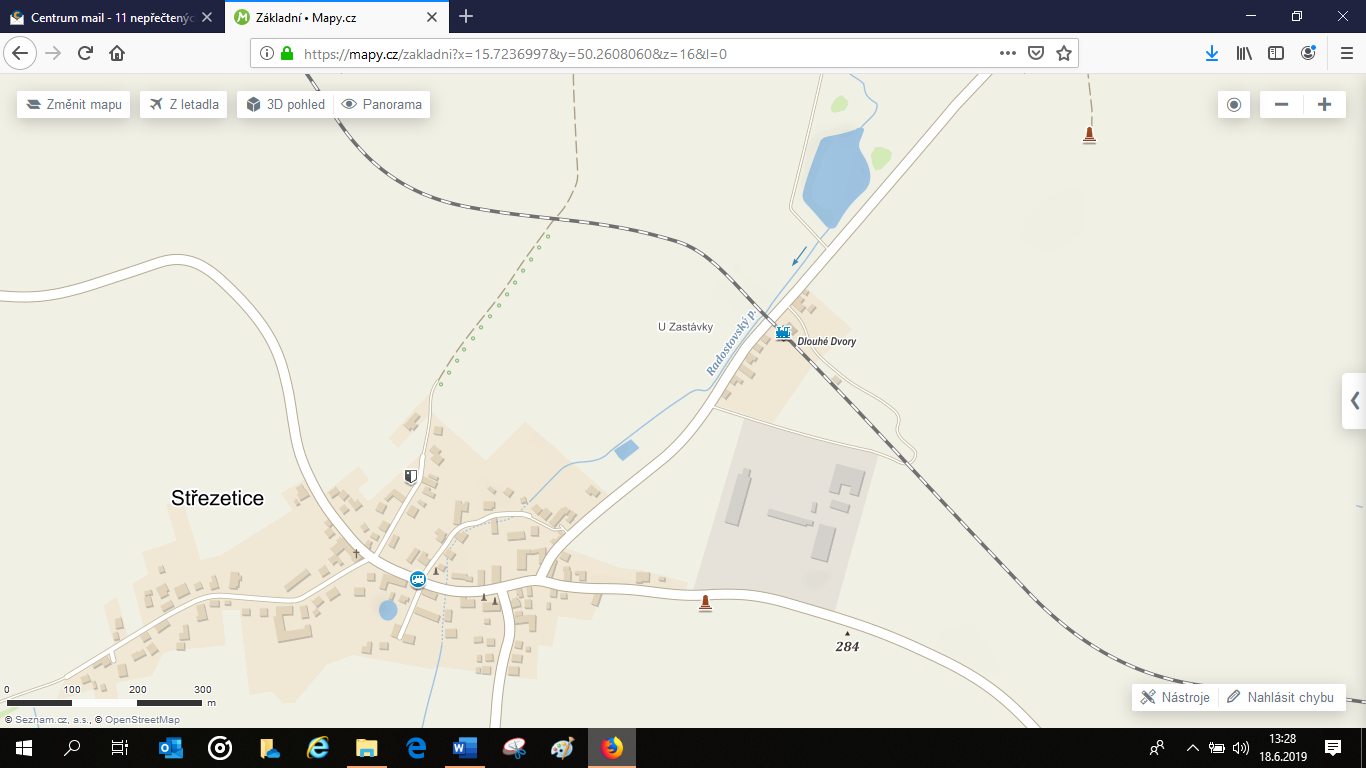 Centrum mail - 11 nepřečtenýc
Základní • Mapy.cz
https://mapy.cz/zakladni?x=15.7236997&y=50.2608060&z=16&l=0
Změnit mapu
Z letadla
3D pohled
Panorama
U Zastávky
Radostovský p.
Dlouhé Dvory
Střezetice
284
0 100 200 300 m
© Seznam.cz, a.s., © OpenStreetMap
Nástroje
Nahlásit chybu
13:28
18.6.2019